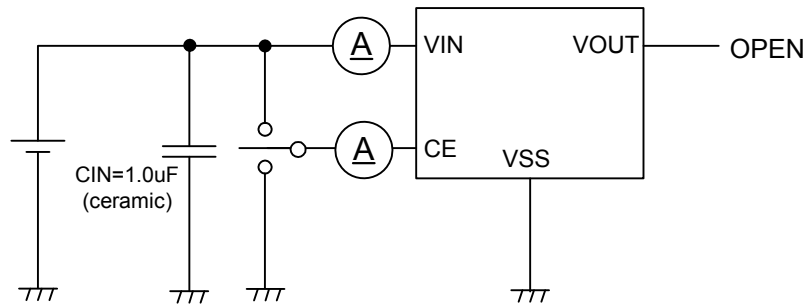 A
VIN
VOUT
OPEN
A
CE
VSS
CIN=1.0uF
(ceramic)